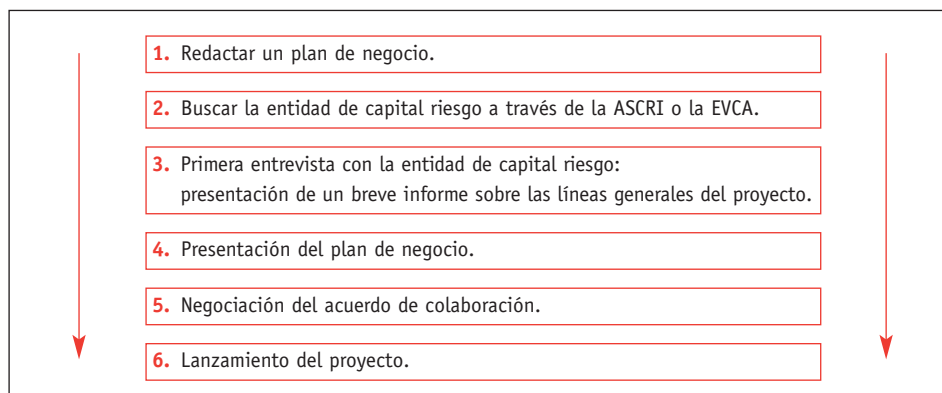 1. Redactar un plan de negocio.
2. Buscar la entidad de capital riesgo a través de la ASCRI o la EVCA.
3. Primera entrevista con la entidad de capital riesgo:
presentación de un breve informe sobre las líneas generales del proyecto.
4. Presentación del plan de negocio.
5. Negociación del acuerdo de colaboración.
6. Lanzamiento del proyecto.